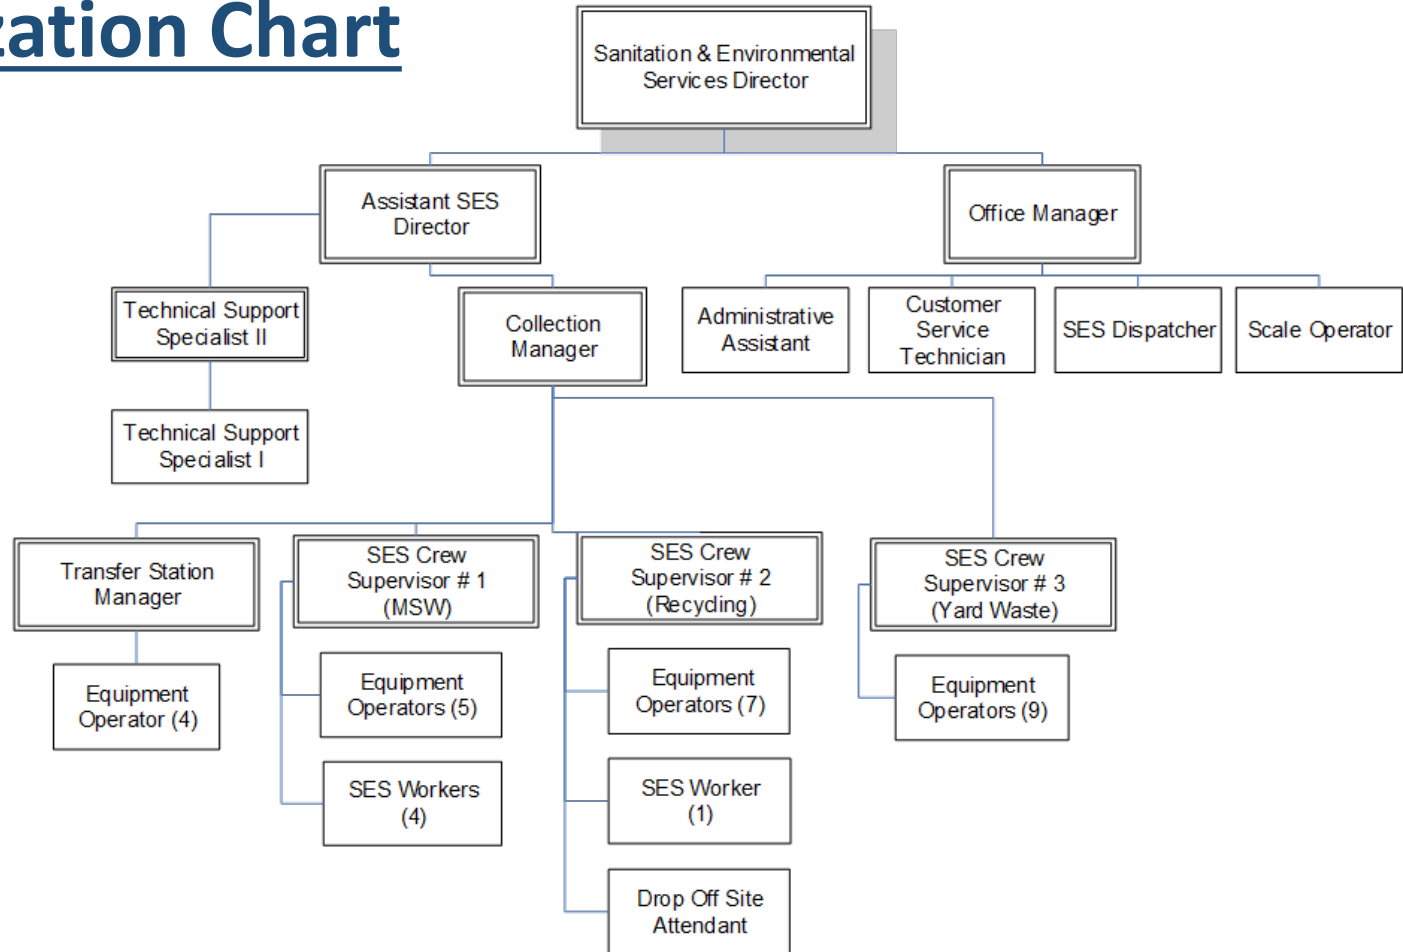 zation Chart
Sanitation & Environmental
Services Director
Assistant SES
Director
Office Manager
Technical Support
Specialist II
Collection
Manager
Administrative
Assistant
Customer
Service
Technician
SES Dispatcher
Scale Operator
Technical Support
Specialist I
Transfer Station
Manager
SES Crew
Supervisor # 1
(MSW)
SES Crew
Supervisor # 2
(Recycling)
SES Crew
Supervisor # 3
(Yard Waste)
Equipment
Operator (4)
Equipment
Operators (5)
Equipment
Operators (7)
Equipment
Operators (9)
SES Workers
(4)
SES Worker
(1)
Drop Off Site
Attendant